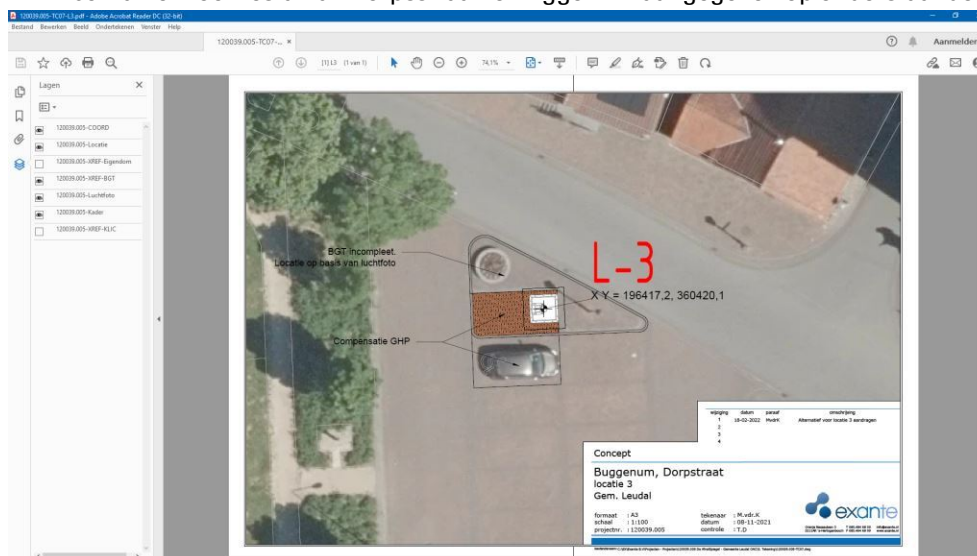 120039.005-TC07-L3.pdf - Adobe Acrobat Reader DC (32-bit)
Bestand Bewerken Beeld Ondertekenen Venster Help
120039.005-TC07-... ×
Aanmelden
[1] L3 (1 van 1)
74,1%
Lagen
120039.005-COORD
120039.005-Locatie
120039.005-XREF-Eigendom
120039.005-XREF-BGT
120039.005-Luchtfoto
120039.005-Kader
120039.005-XREF-KLIC
BGT Incompleet.
Locatie op basis van luchtfoto
L-3
X Y = 196417,2, 360420,1
Compensatie GHP
wijziging datum paraaf omschrijving
1 18-02-2022 MvdrK Alternatief voor locatie 3 aandragen
2
3
4
Concept
Buggenum, Dorpstraat
locatie 3
Gem. Leudal
formaat : A3 tekenaar : M.vdr.K
schaal : 1:100 datum : 08-11-2021
projectnr. : 120039.005 controle : T.D
exante